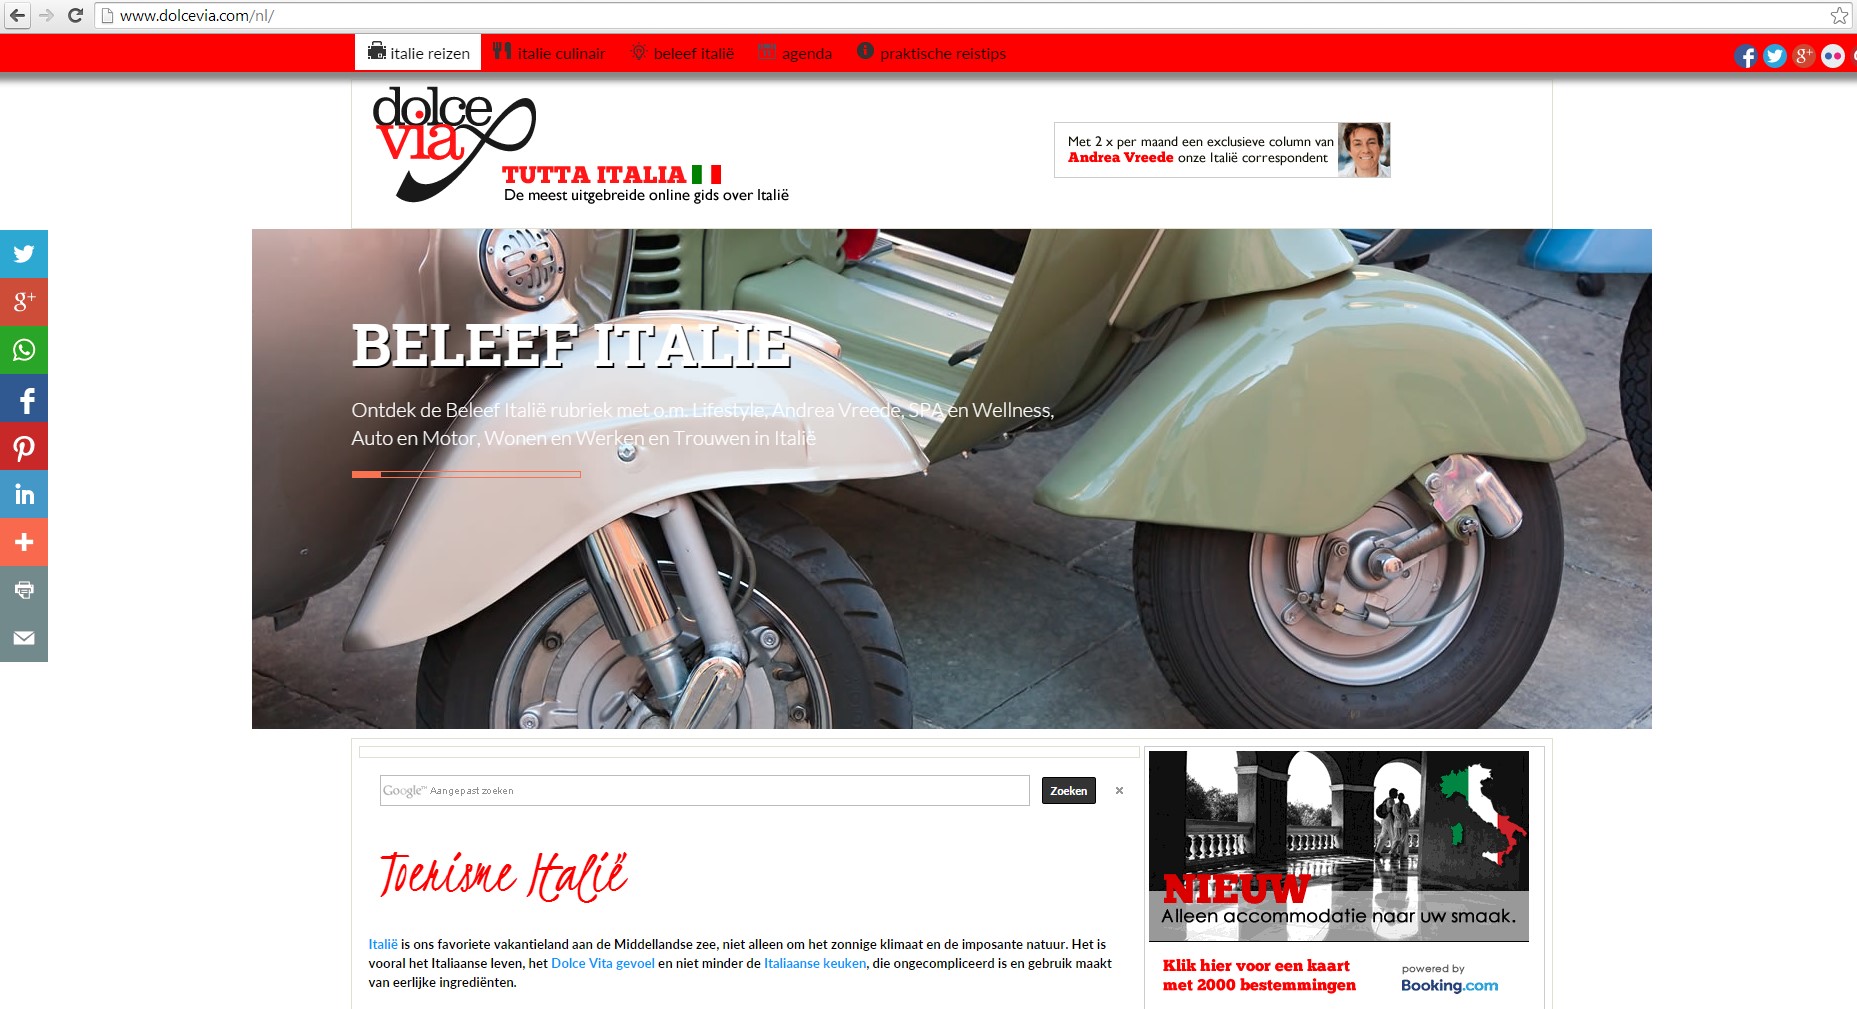 www.dolcevia.com/nl/
italie reizen
italie culinair
beleef italië
agenda
praktische reistips
dolce
via
TUTTA ITALIA
De meest uitgebreide online gids over Italië
Met 2 x per maand een exclusieve column van
Andrea Vreede onze Italië correspondent
BELEEF ITALIE
Ontdek de Beleef Italië rubriek met o.m. Lifestyle, Andrea Vreede, SPA en Wellness,
Auto en Motor, Wonen en Werken en Trouwen in Italië
Google™ Aangepast zoeken
Zoeken
×
Toerisme Italië
Italië is ons favoriete vakantieland aan de Middellandse zee, niet alleen om het zonnige klimaat en de imposante natuur. Het is
vooral het Italiaanse leven, het Dolce Vita gevoel en niet minder de Italiaanse keuken, die ongecompliceerd is en gebruik maakt
van eerlijke ingrediënten.
NIEUW
Alleen accommodatie naar uw smaak.
Klik hier voor een kaart
met 2000 bestemmingen
powered by
Booking.com